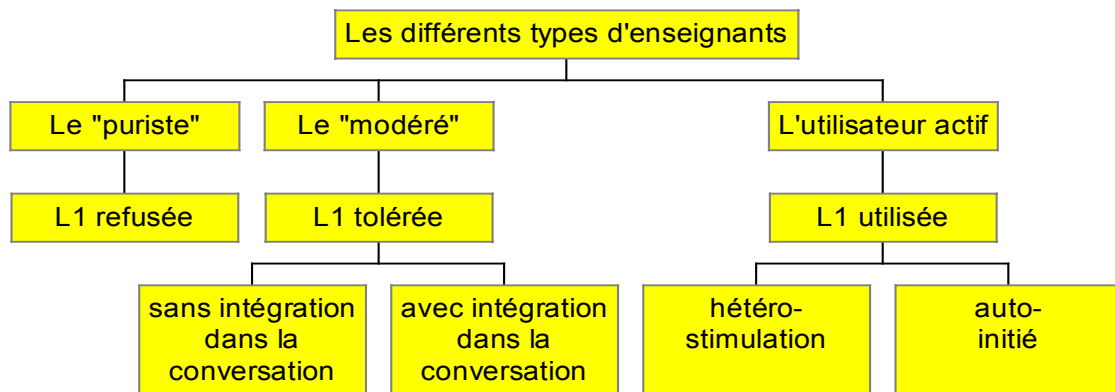 Les différents types d'enseignants
Le "puriste"
Le "modéré"
L'utilisateur actif
L1 refusée
L1 tolérée
L1 utilisée
sans intégration
dans la
conversation
avec intégration
dans la
conversation
hétéro-
stimulation
auto-
initié